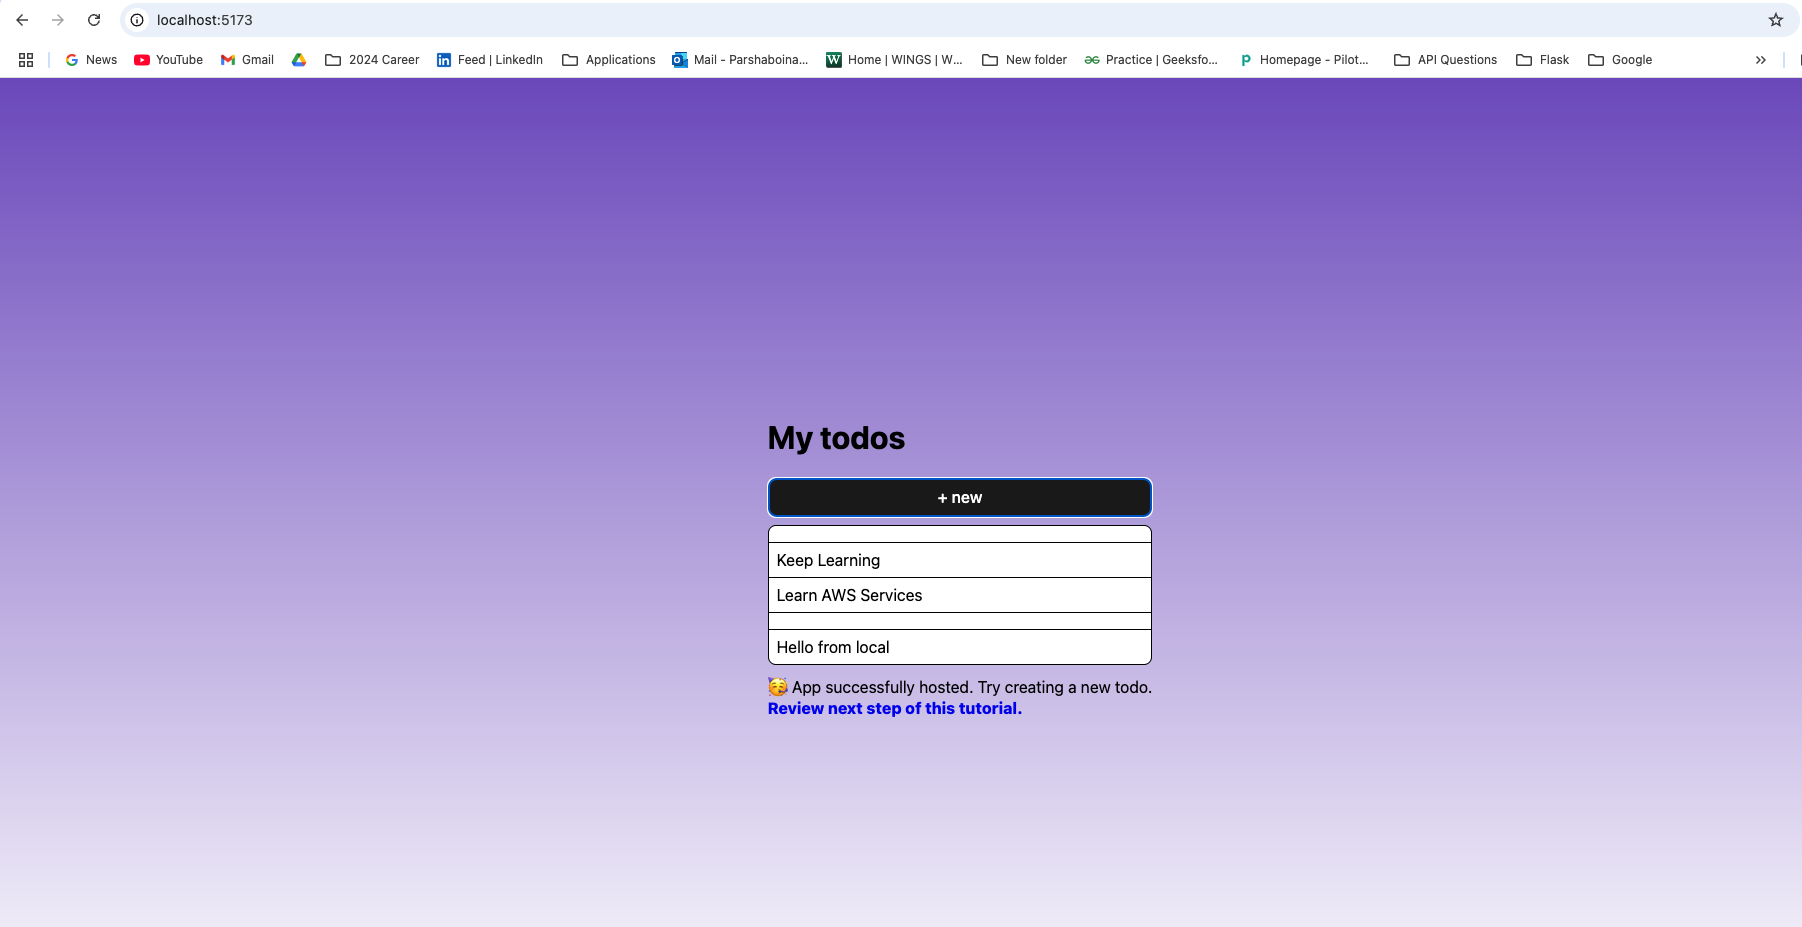 localhost:5173
News YouTube Gmail 2024 Career Feed | LinkedIn Applications Mail - Parshaboina... Home | WINGS | W... New folder Practice | Geeksfo... Homepage - Pilot... API Questions Flask Google
My todos
+ new
Keep Learning
Learn AWS Services
Hello from local
🥳 App successfully hosted. Try creating a new todo.
Review next step of this tutorial.